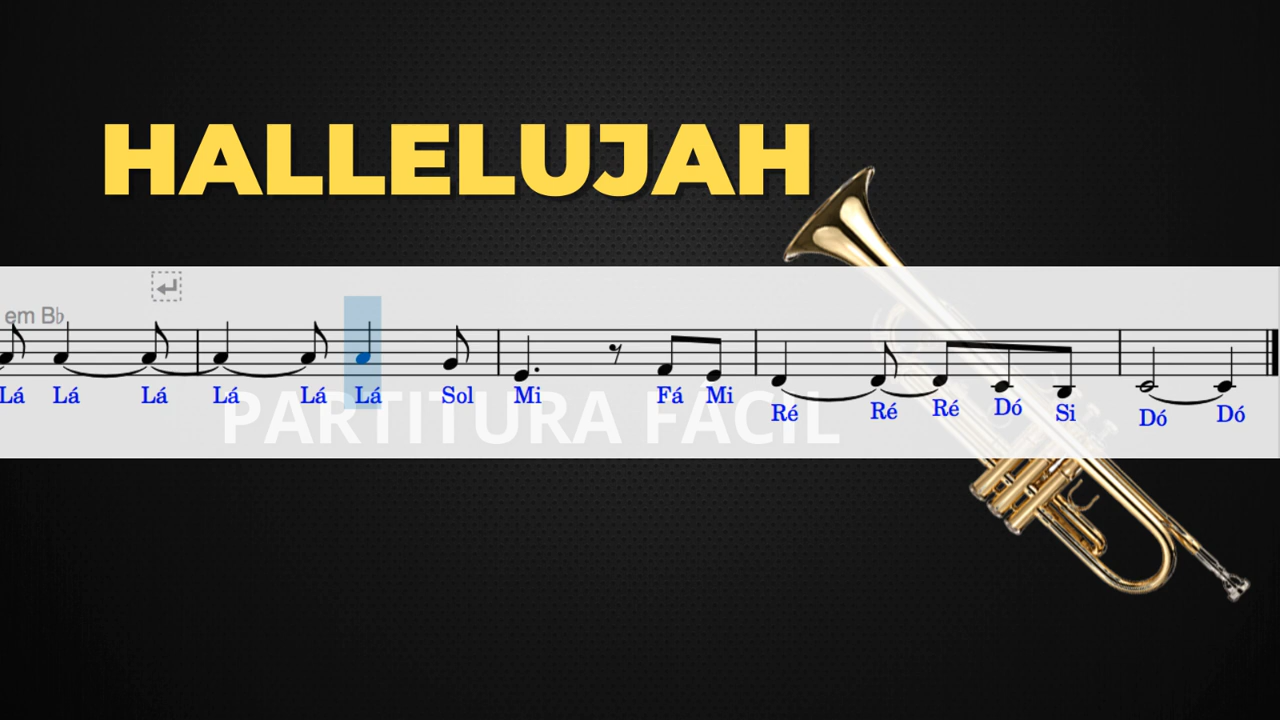 HALLELUJAH
em B♭
Lá Lá Lá Lá Lá Lá Sol Mi Fá Mi Ré Ré Ré Dó Si Dó Dó
PARTITURA FÁCIL